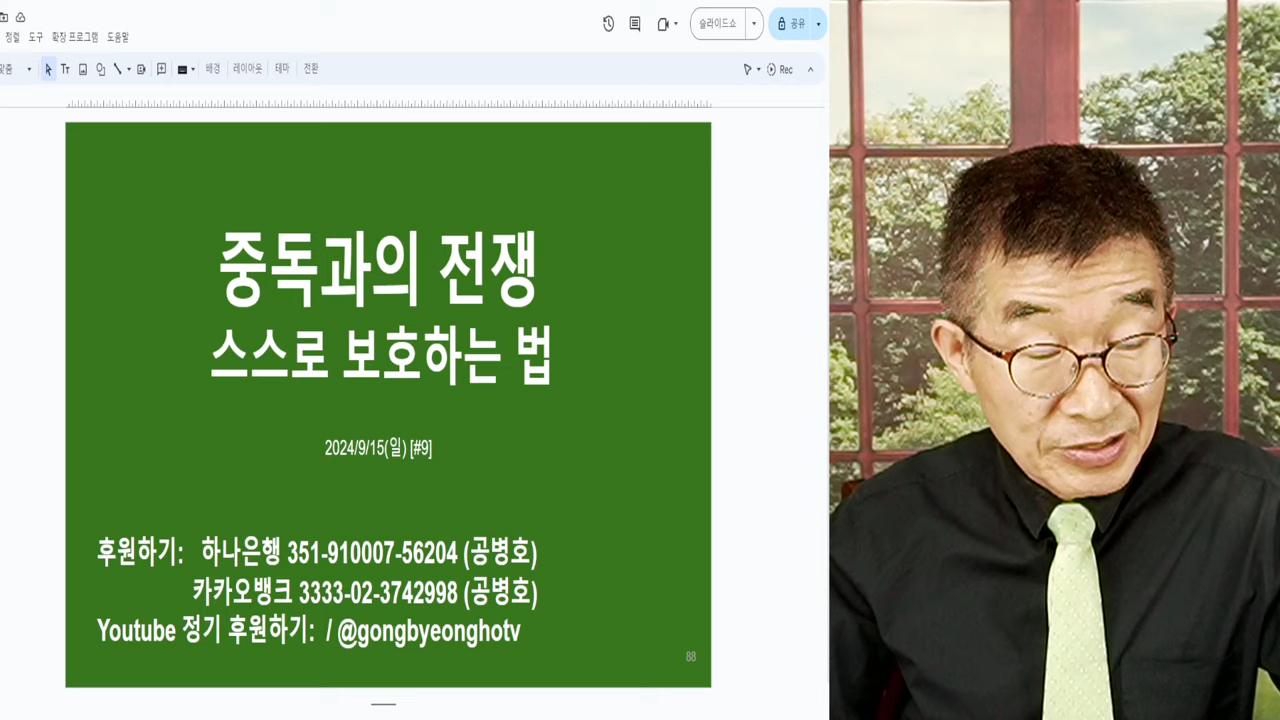 정렬 도구 확장 프로그램 도움말
슬라이드쇼
공유
맞춤
배경 레이아웃 테마 전환
Rec
중독과의 전쟁
스스로 보호하는 법
2024/9/15(일) [#9]
후원하기: 하나은행 351-910007-56204 (공병호)
카카오뱅크 3333-02-3742998 (공병호)
Youtube 정기 후원하기: / @gongbyeonghotv
88